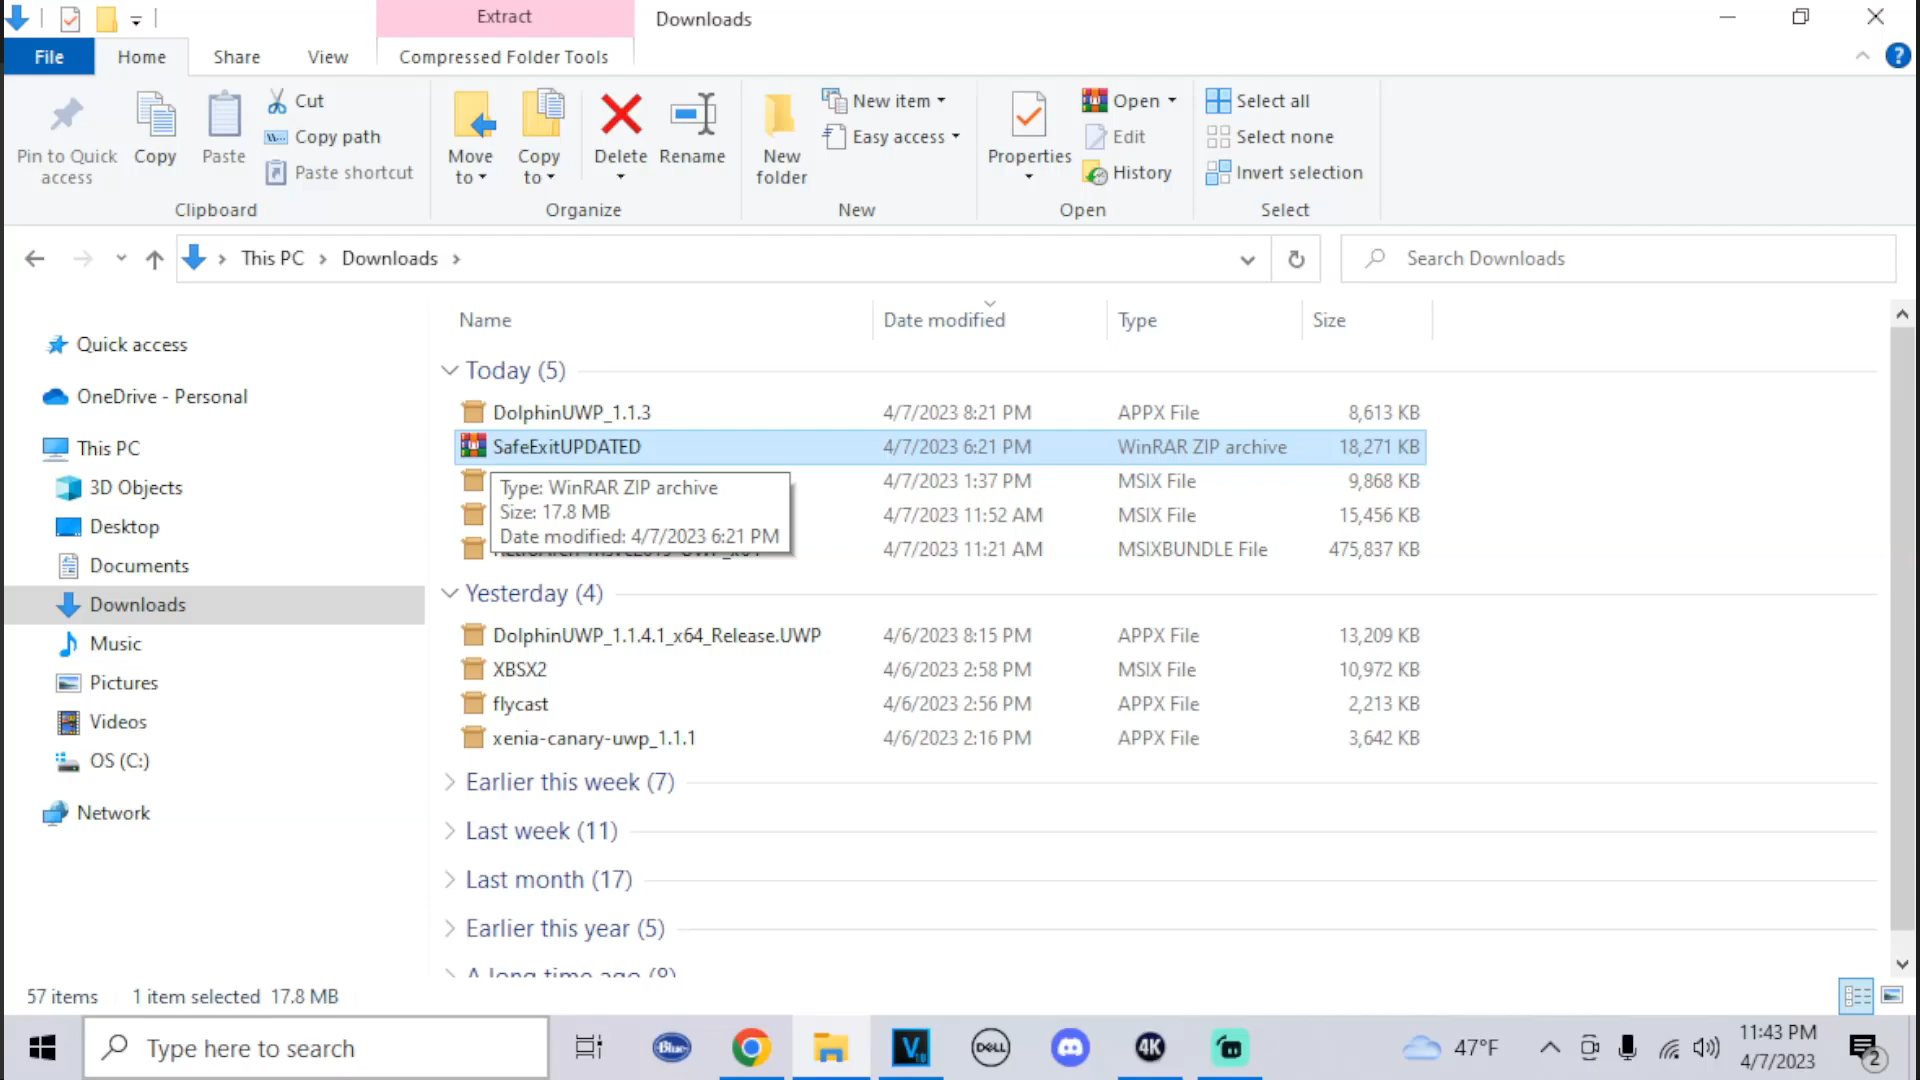 Extract
Downloads
File
Home
Share
View
Compressed Folder Tools
?
Pin to Quick access
Copy
Paste
Cut
Copy path
Paste shortcut
Clipboard
Move to
Copy to
Delete
Rename
Organize
New folder
New item
Easy access
New
Properties
Open
Edit
History
Open
Select all
Select none
Invert selection
Select
This PC
Downloads
Search Downloads
Name
Date modified
Type
Size
Quick access
OneDrive - Personal
This PC
3D Objects
Desktop
Documents
Downloads
Music
Pictures
Videos
OS (C:)
Network
Today (5)
DolphinUWP_1.1.3 4/7/2023 8:21 PM APPX File 8,613 KB
SafeExitUPDATED 4/7/2023 6:21 PM WinRAR ZIP archive 18,271 KB
4/7/2023 1:37 PM MSIX File 9,868 KB
4/7/2023 11:52 AM MSIX File 15,456 KB
4/7/2023 11:21 AM MSIXBUNDLE File 475,837 KB
Type: WinRAR ZIP archive
Size: 17.8 MB
Date modified: 4/7/2023 6:21 PM
Yesterday (4)
DolphinUWP_1.1.4.1_x64_Release.UWP 4/6/2023 8:15 PM APPX File 13,209 KB
XBSX2 4/6/2023 2:58 PM MSIX File 10,972 KB
flycast 4/6/2023 2:56 PM APPX File 2,213 KB
xenia-canary-uwp_1.1.1 4/6/2023 2:16 PM APPX File 3,642 KB
Earlier this week (7)
Last week (11)
Last month (17)
Earlier this year (5)
A long time ago (8)
57 items
1 item selected 17.8 MB
Type here to search
Blue
V
DELL
4K
47°F
11:43 PM
4/7/2023
2